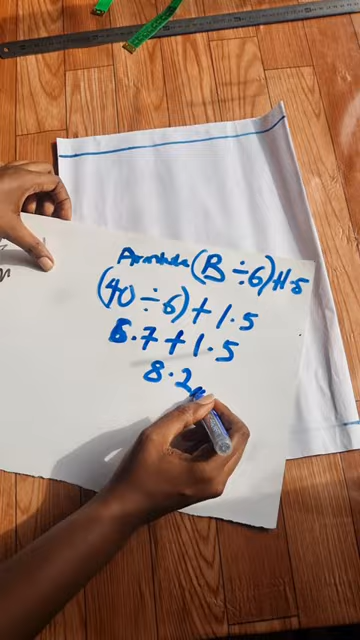 Armhole (B ÷ 6) + 1.5
(40 ÷ 6) + 1.5
6.7 + 1.5
8.2"